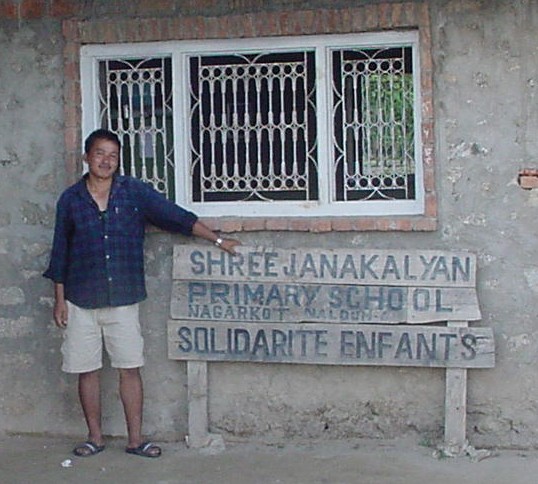 SHREE JANAKALYAN
PRIMARY SCHOOL
NAGARKOT
SOLIDARITE ENFANTS